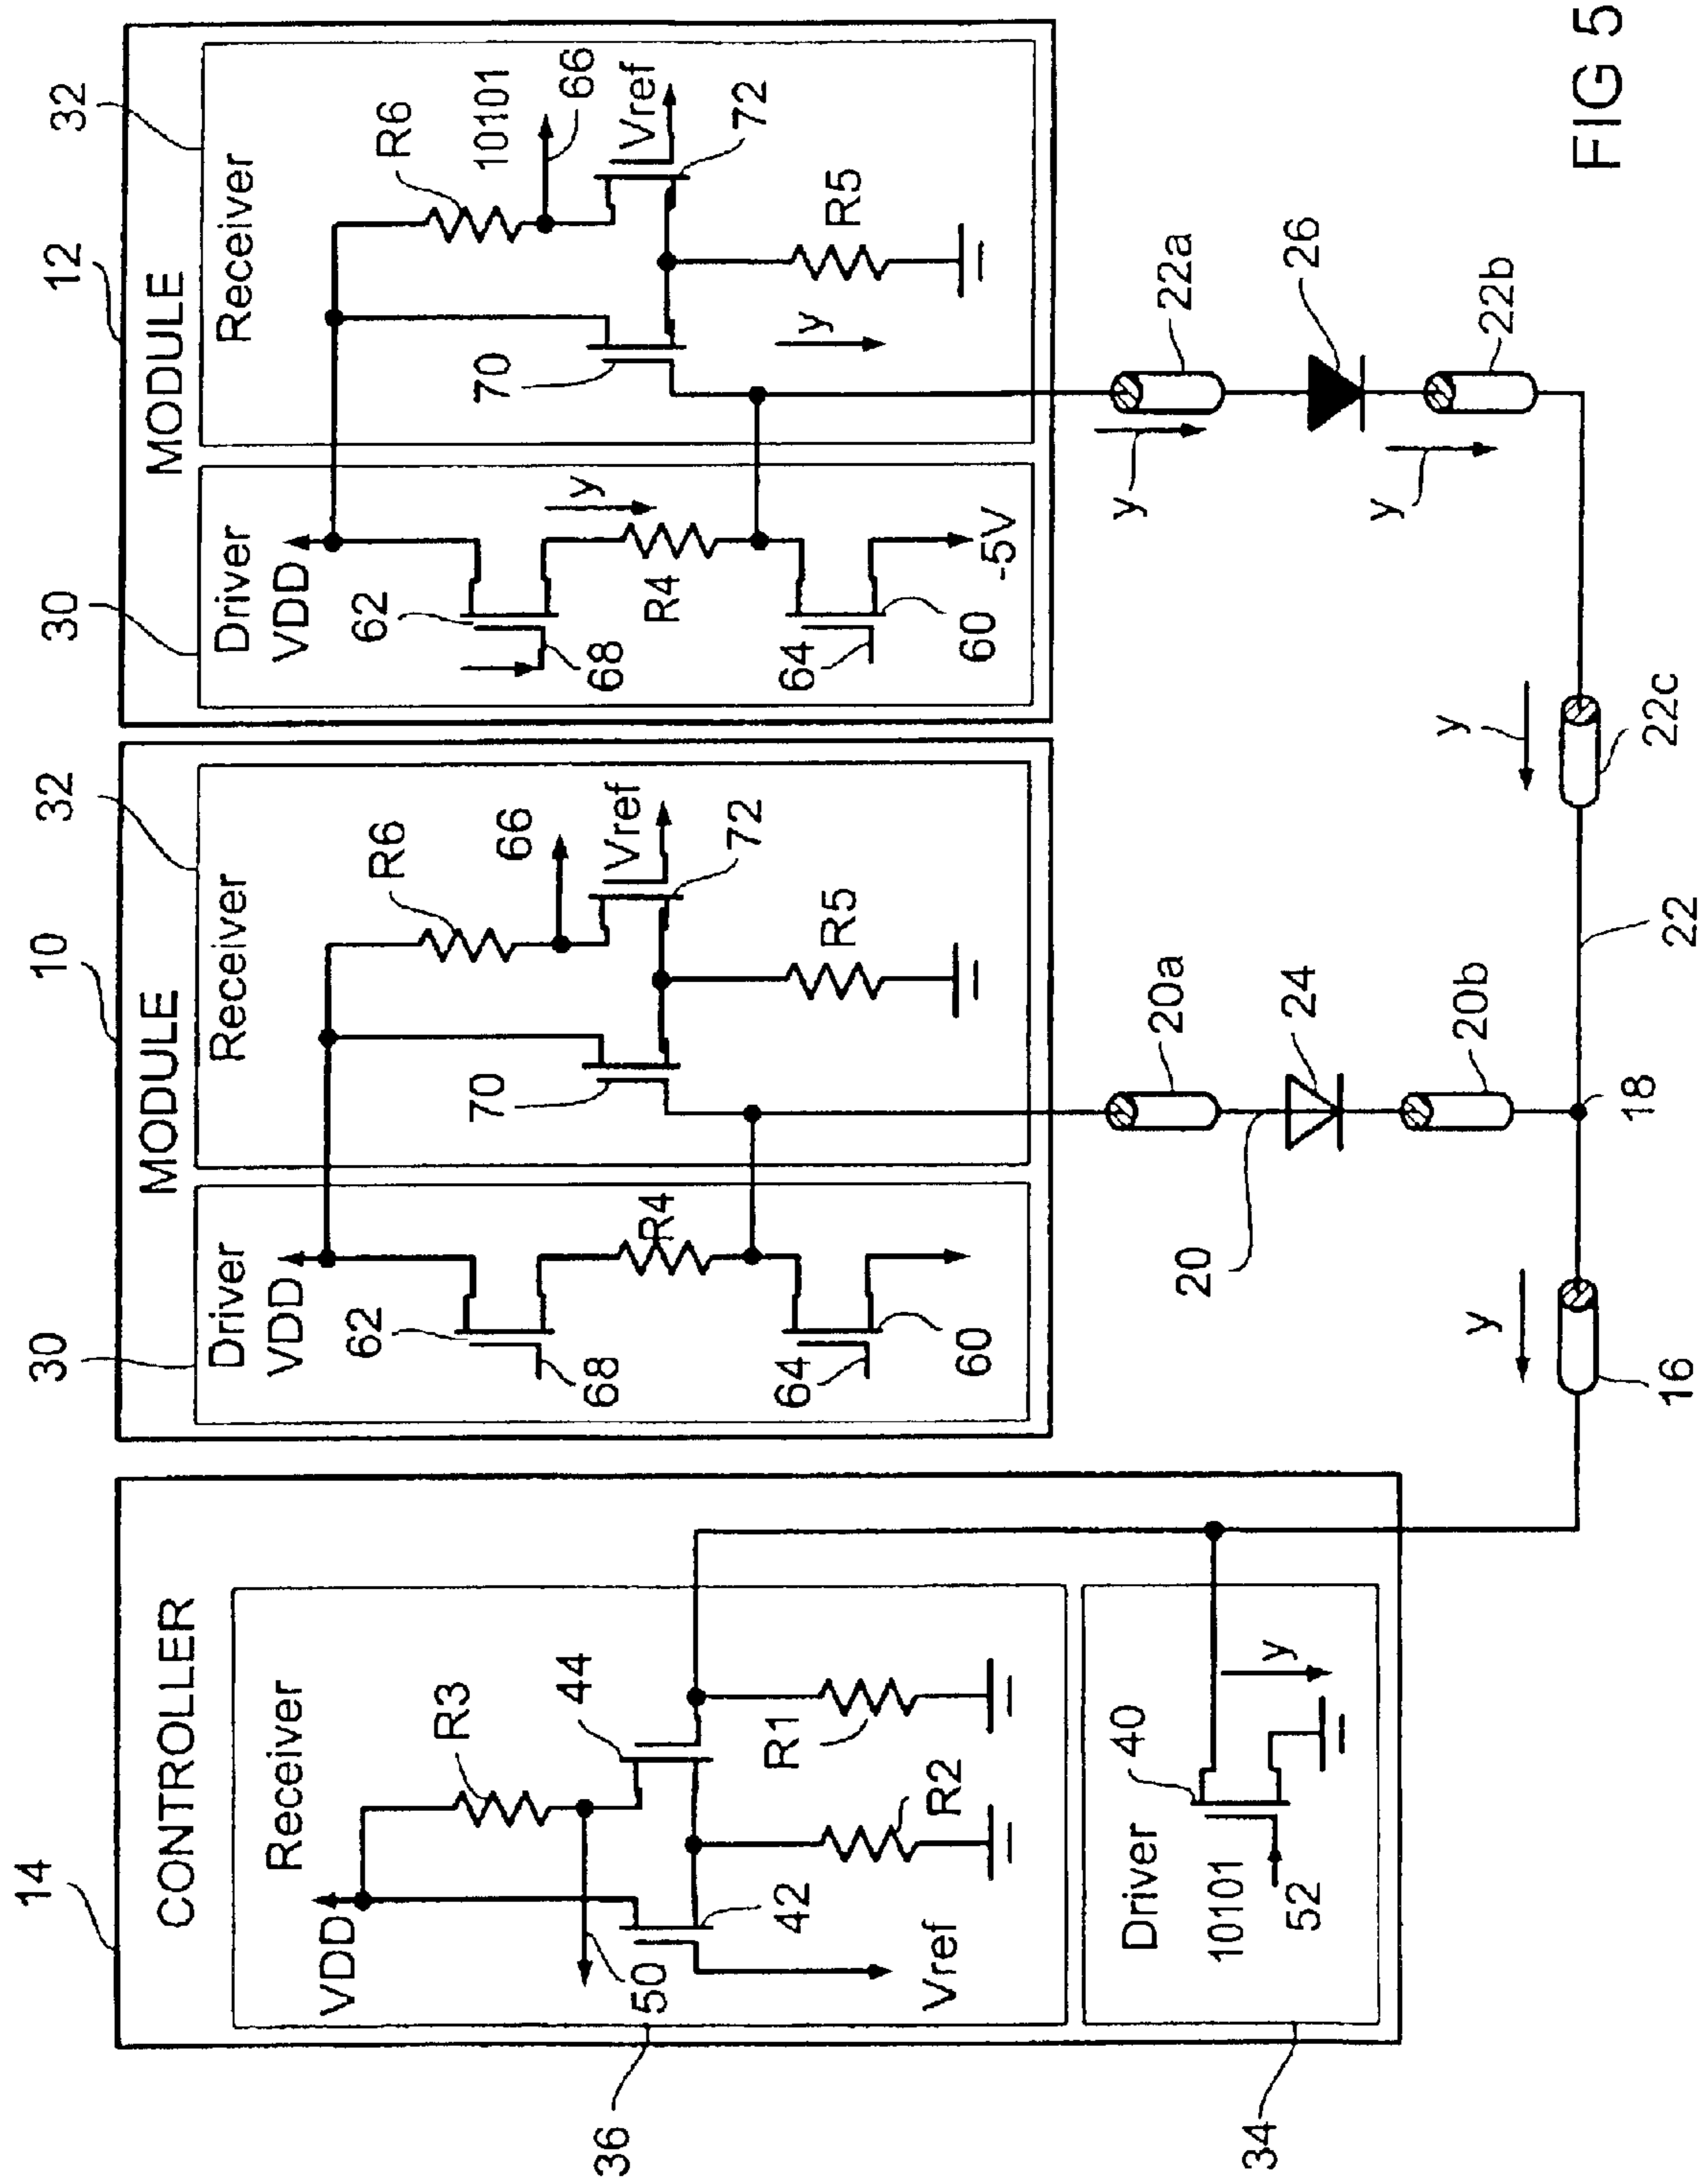 14
CONTROLLER
Receiver
VDD
R3
44
50
42
Vref
R2
R1
36
Driver
40
10101
52
y
34
10
MODULE
30
Driver
VDD
62
68
R4
64
60
32
Receiver
R6
66
Vref
70
72
R5
12
MODULE
30
Driver
VDD
62
68
y
R4
64
60
-5V
32
Receiver
R6
10101
66
Vref
70
72
y
R5
20a
20
24
20b
18
y
16
22
y
22c
y
22a
26
y
22b
FIG 5